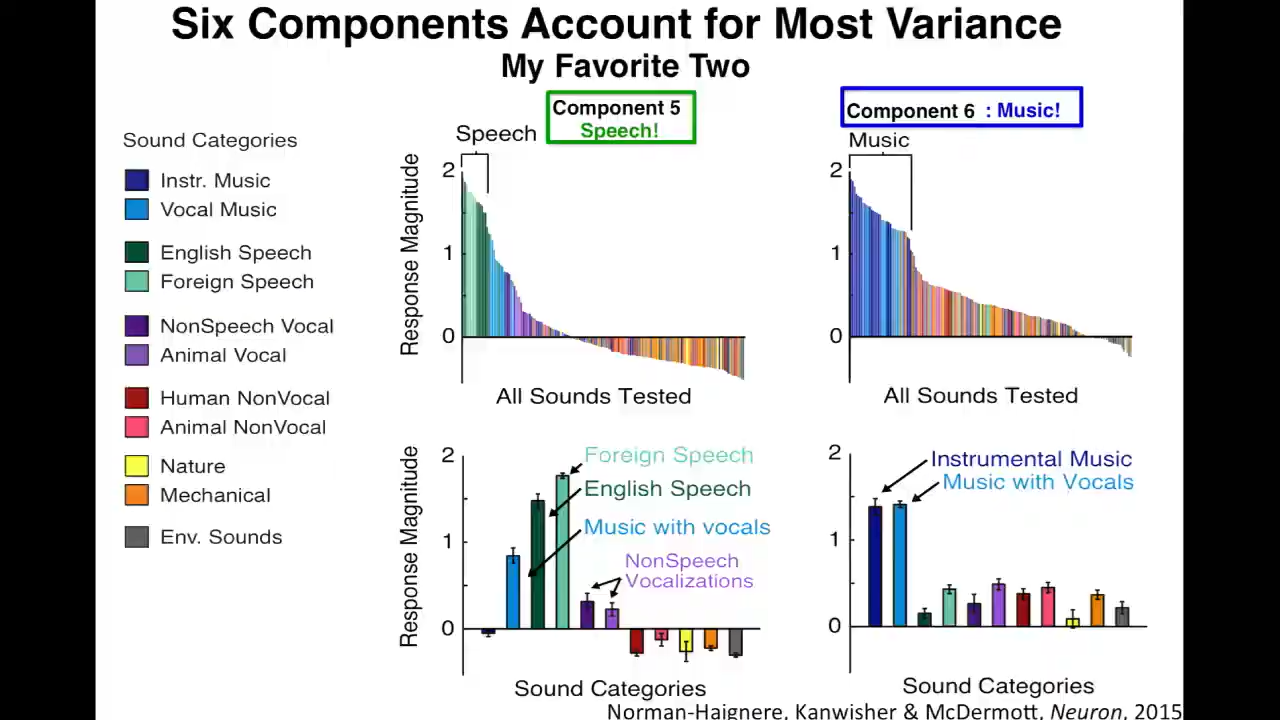 Six Components Account for Most Variance
My Favorite Two
Sound Categories
Instr. Music
Vocal Music
English Speech
Foreign Speech
NonSpeech Vocal
Animal Vocal
Human NonVocal
Animal NonVocal
Nature
Mechanical
Env. Sounds
Component 5
Speech!
Speech
Response Magnitude
2
1
0
All Sounds Tested
Component 6 : Music!
Music
Response Magnitude
2
1
0
All Sounds Tested
Response Magnitude
2
1
0
Foreign Speech
English Speech
Music with vocals
NonSpeech
Vocalizations
Sound Categories
2
1
0
Instrumental Music
Music with Vocals
Sound Categories
Norman-Haignere, Kanwisher & McDermott, Neuron, 2015